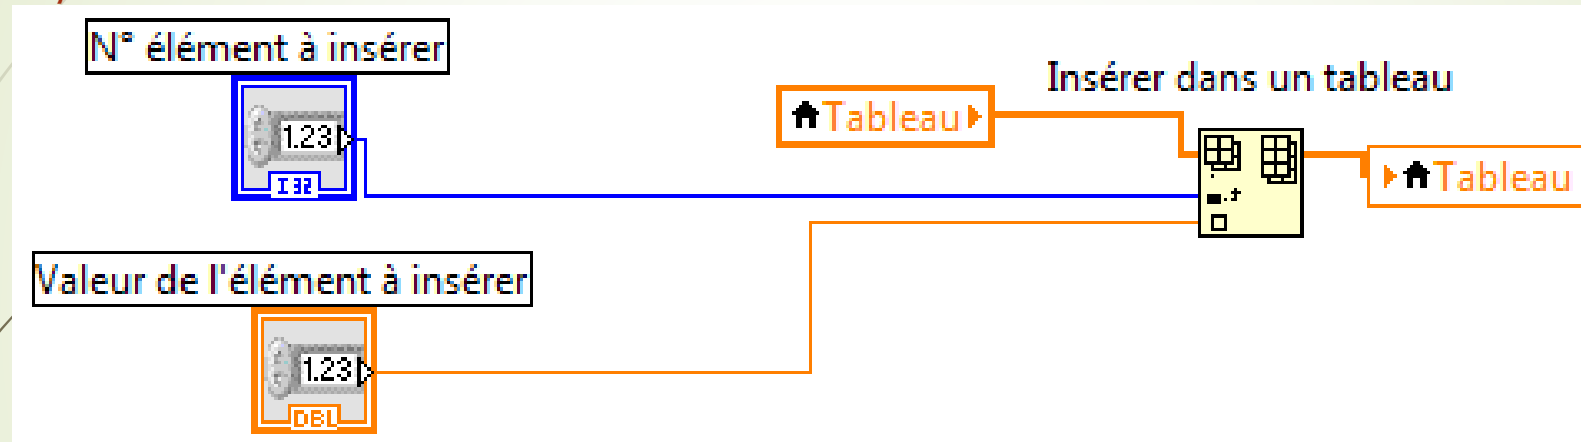 N° élément à insérer
1.23
I32
Tableau
Insérer dans un tableau
Tableau
Valeur de l'élément à insérer
1.23
DBL